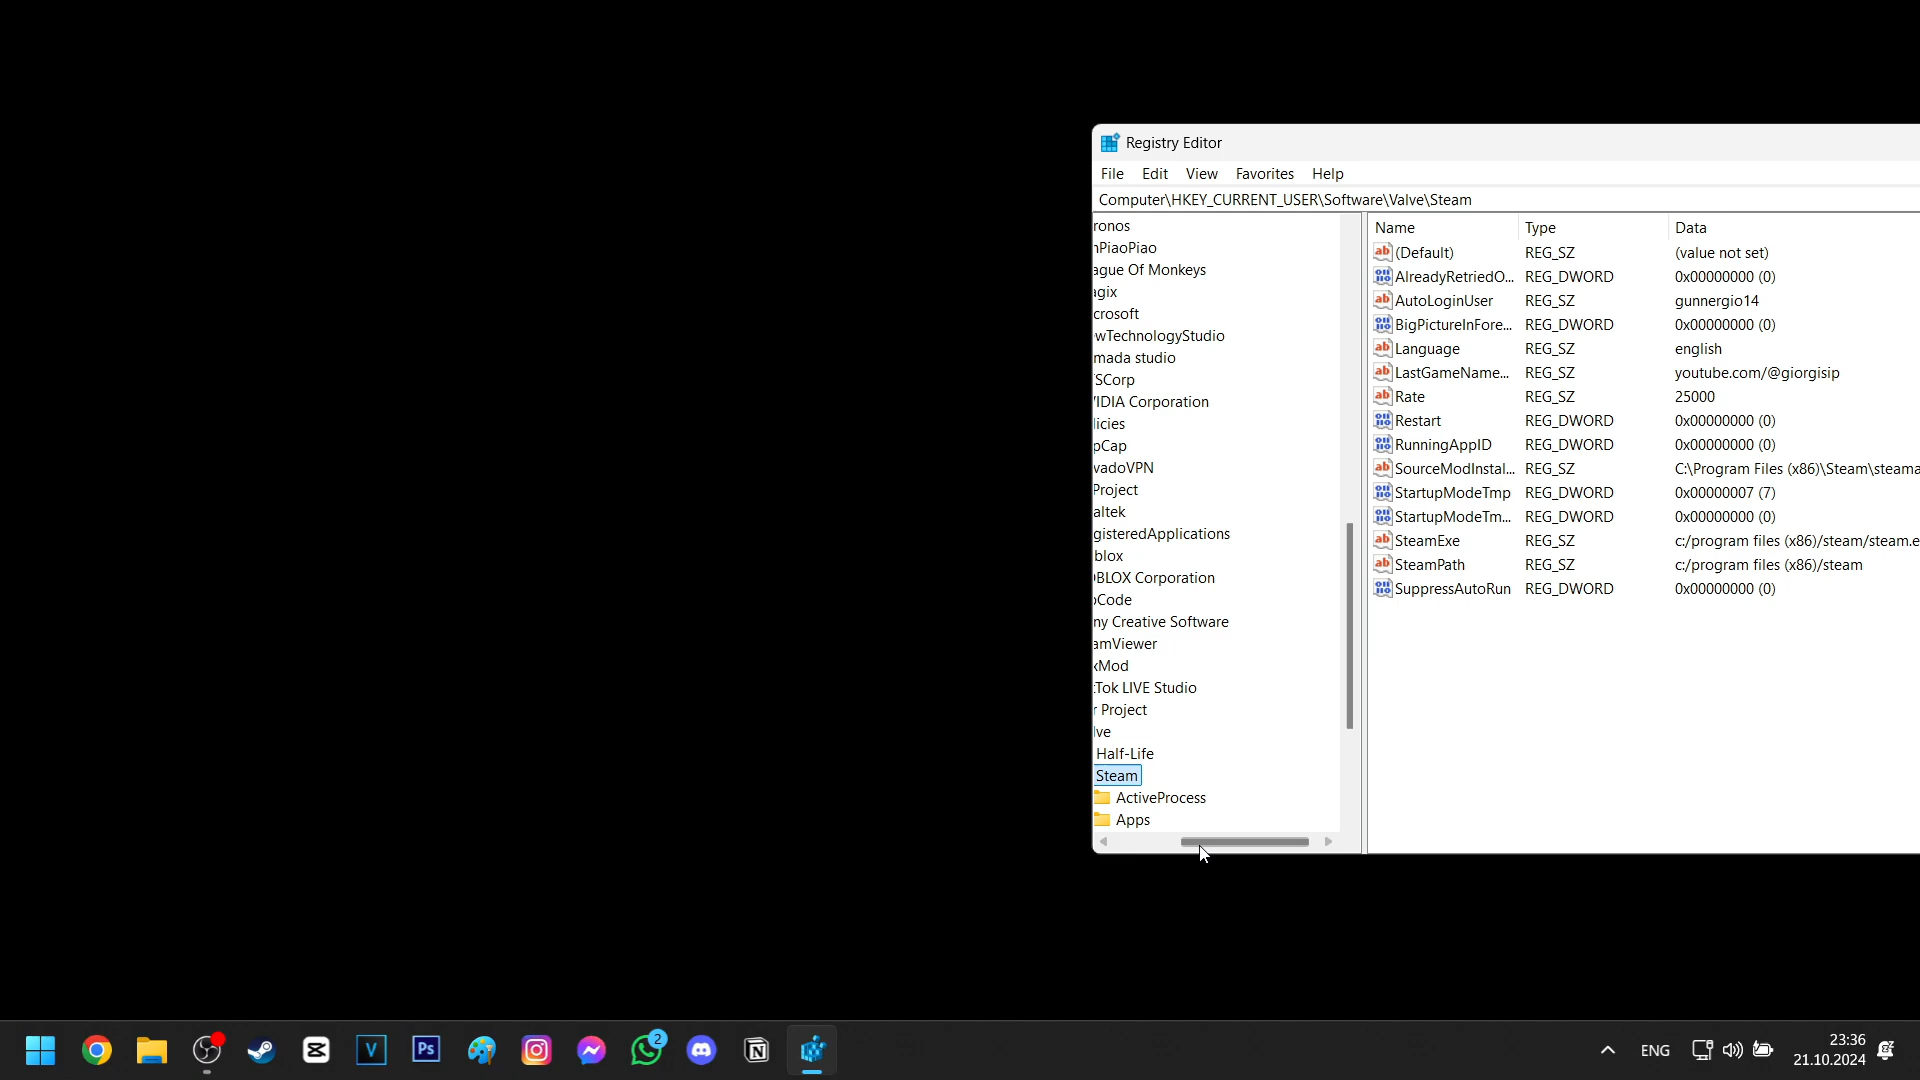 Registry Editor
File Edit View Favorites Help
Computer\HKEY_CURRENT_USER\Software\Valve\Steam
ronos
nPiaoPiao
ague Of Monkeys
agix
crosoft
ewTechnologyStudio
mada studio
SCorp
IDIA Corporation
licies
pCap
vadoVPN
Project
altek
gisteredApplications
blox
BLOX Corporation
oCode
ny Creative Software
amViewer
xMod
Tok LIVE Studio
r Project
lve
Half-Life
Steam
ActiveProcess
Apps
Name Type Data
(Default) REG_SZ (value not set)
AlreadyRetriedO... REG_DWORD 0x00000000 (0)
AutoLoginUser REG_SZ gunnergio14
BigPictureInFore... REG_DWORD 0x00000000 (0)
Language REG_SZ english
LastGameName... REG_SZ youtube.com/@giorgisip
Rate REG_SZ 25000
Restart REG_DWORD 0x00000000 (0)
RunningAppID REG_DWORD 0x00000000 (0)
SourceModInstal... REG_SZ C:\Program Files (x86)\Steam\steama
StartupModeTmp REG_DWORD 0x00000007 (7)
StartupModeTm... REG_DWORD 0x00000000 (0)
SteamExe REG_SZ c:/program files (x86)/steam/steam.e
SteamPath REG_SZ c:/program files (x86)/steam
SuppressAutoRun REG_DWORD 0x00000000 (0)
V
Ps
2
ENG
23:36
21.10.2024